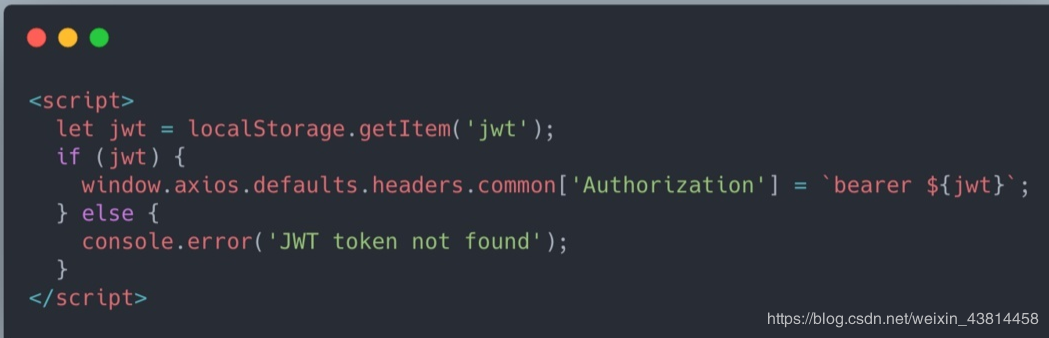 <script>
  let jwt = localStorage.getItem('jwt');
  if (jwt) {
    window.axios.defaults.headers.common['Authorization'] = `bearer ${jwt}`;
  } else {
    console.error('JWT token not found');
  }
</script>
https://blog.csdn.net/weixin_43814458